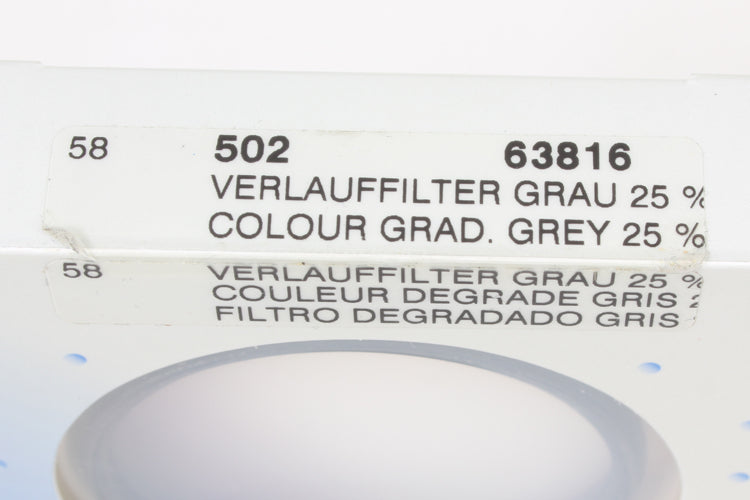 58 502 63816
VERLAUFFILTER GRAU 25 %
COLOUR GRAD. GREY 25 %
58 VERLAUFFILTER GRAU 25 %
COULEUR DEGRADE GRIS 2
FILTRO DEGRADADO GRIS